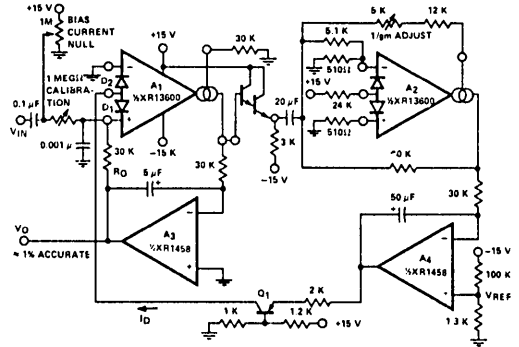 +15 V
1M
BIAS
CURRENT
NULL
1 MEGΩ
CALIBRA-
TION
0.1 µF
VIN
0.001 µ
D2
D1
A1
½XR13600
+15 V
-15 K
30 K
30 K
30 K
RO
5 µF
+
A3
½XR1458
VO
≈ 1% ACCURATE
ID
Q1
1 K
1.2 K
+15 V
2 K
20 µF
3 K
-15 V
5 K
12 K
1/gm ADJUST
5.1 K
510Ω
+15 V
24 K
510Ω
A2
½XR13600
30 K
50 µF
+
A4
½XR1458
-15 V
100 K
VREF
1.3 K